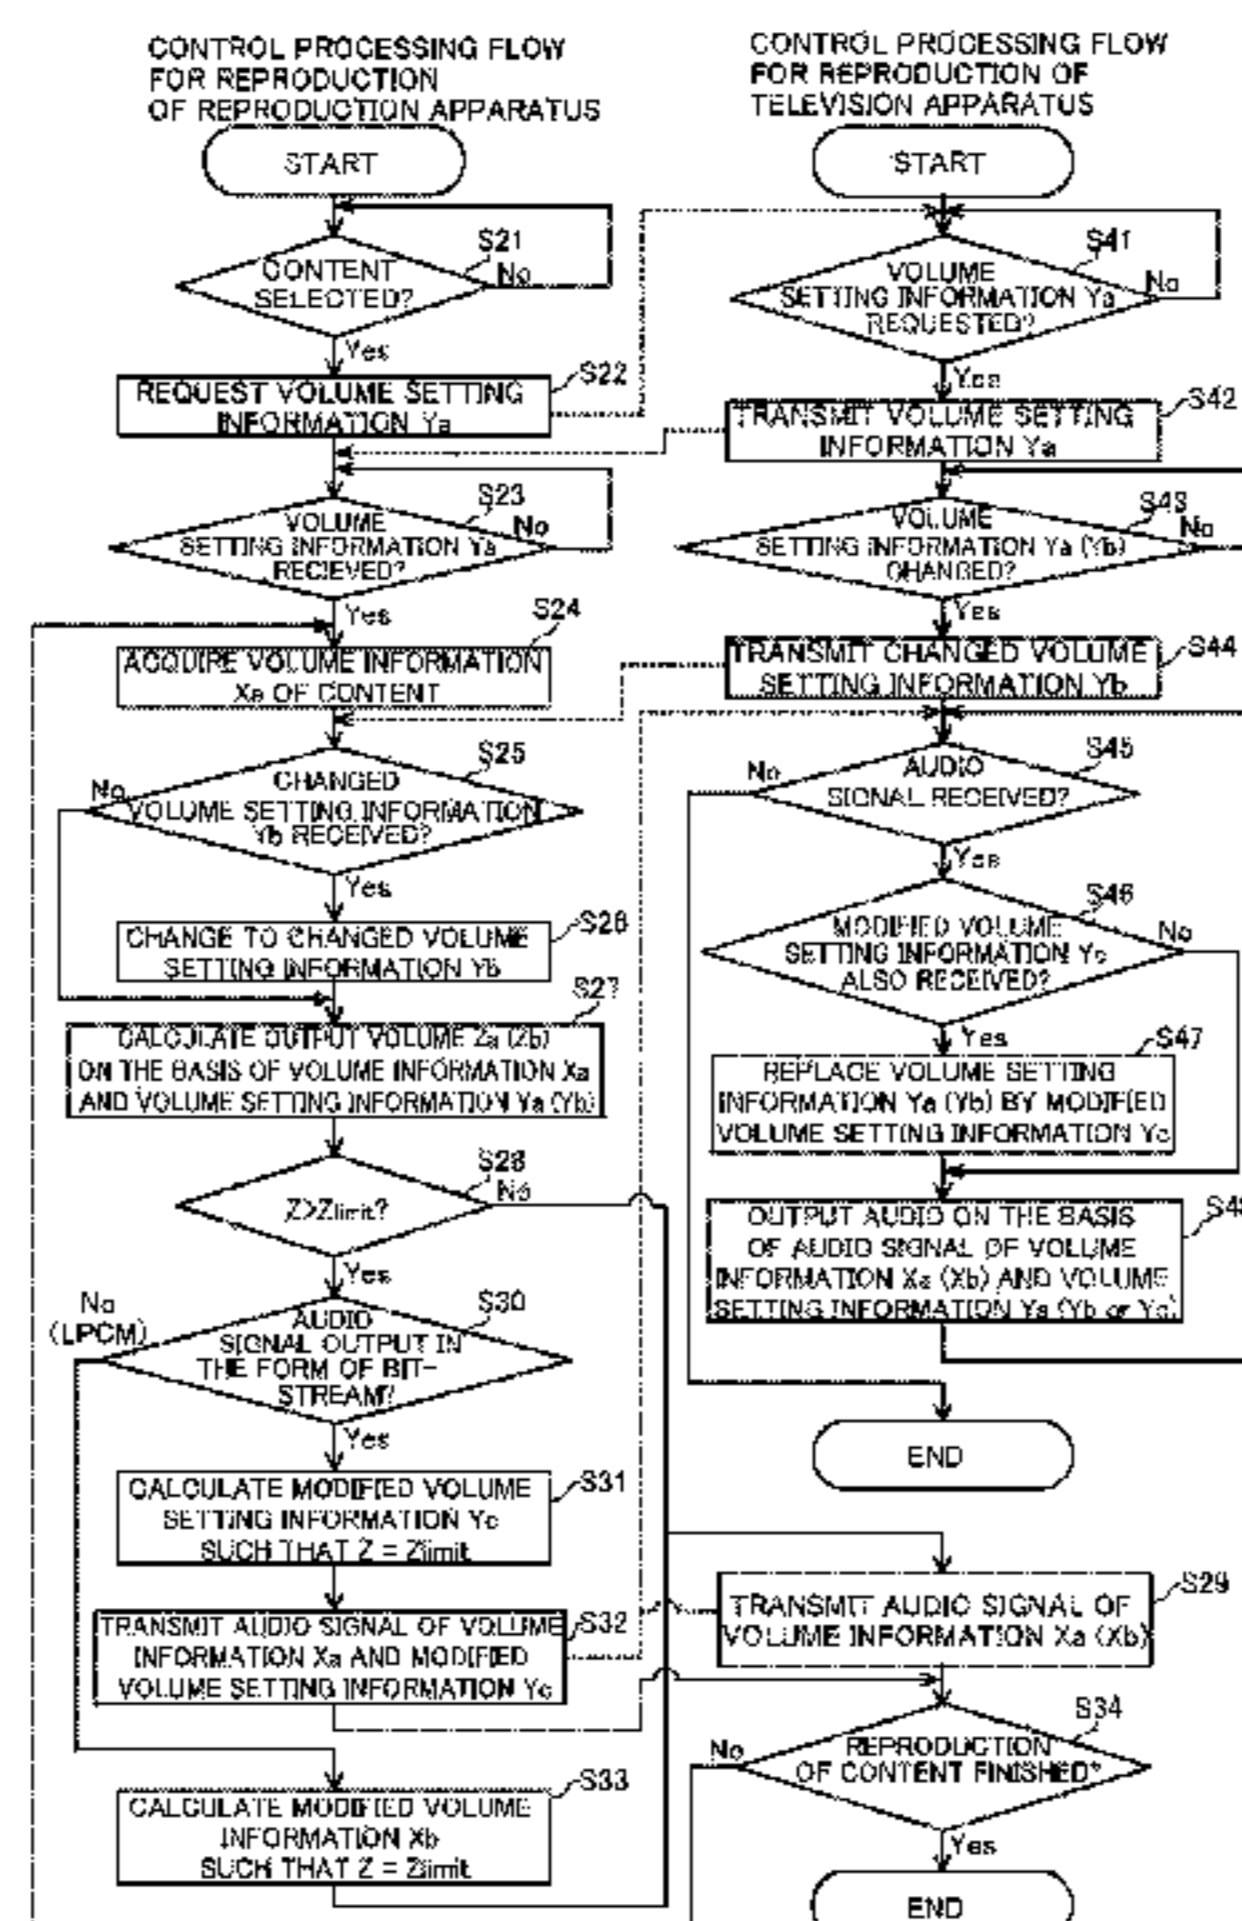 CONTROL PROCESSING FLOW
FOR REPRODUCTION
OF REPRODUCTION APPARATUS
START
S21
CONTENT
SELECTED?
No
Yes
S22
REQUEST VOLUME SETTING
INFORMATION Ya
S23
VOLUME
SETTING INFORMATION Ya
RECIEVED?
No
Yes
S24
ACQUIRE VOLUME INFORMATION
Xa OF CONTENT
S25
CHANGED
VOLUME SETTING INFORMATION
Yb RECEIVED?
No
Yes
S26
CHANGE TO CHANGED VOLUME
SETTING INFORMATION Yb
S27
CALCULATE OUTPUT VOLUME Za (Zb)
ON THE BASIS OF VOLUME INFORMATION Xa
AND VOLUME SETTING INFORMATION Ya (Yb)
S28
Z>Zlimit?
No
Yes
S30
No
(LPCM)
AUDIO
SIGNAL OUTPUT IN
THE FORM OF BIT-
STREAM?
Yes
S31
CALCULATE MODIFIED VOLUME
SETTING INFORMATION Yc
SUCH THAT Z = Zlimit
S32
TRANSMIT AUDIO SIGNAL OF VOLUME
INFORMATION Xa AND MODIFIED
VOLUME SETTING INFORMATION Yc
S33
CALCULATE MODIFIED VOLUME
INFORMATION Xb
SUCH THAT Z = Zlimit
CONTROL PROCESSING FLOW
FOR REPRODUCTION OF
TELEVISION APPARATUS
START
S41
VOLUME
SETTING INFORMATION Ya
REQUESTED?
No
Yes
S42
TRANSMIT VOLUME SETTING
INFORMATION Ya
S43
VOLUME
SETTING INFORMATION Ya (Yb)
CHANGED?
No
Yes
S44
TRANSMIT CHANGED VOLUME
SETTING INFORMATION Yb
S45
AUDIO
SIGNAL RECEIVED?
No
Yes
S46
MODIFIED VOLUME
SETTING INFORMATION Yc
ALSO RECEIVED?
No
Yes
S47
REPLACE VOLUME SETTING
INFORMATION Ya (Yb) BY MODIFIED
VOLUME SETTING INFORMATION Yc
OUTPUT AUDIO ON THE BASIS
OF AUDIO SIGNAL OF VOLUME
INFORMATION Xa (Xb) AND VOLUME
SETTING INFORMATION Ya (Yb or Yc)
END
S29
TRANSMIT AUDIO SIGNAL OF
VOLUME INFORMATION Xa (Xb)
S34
REPRODUCTION
OF CONTENT FINISHED?
No
Yes
END